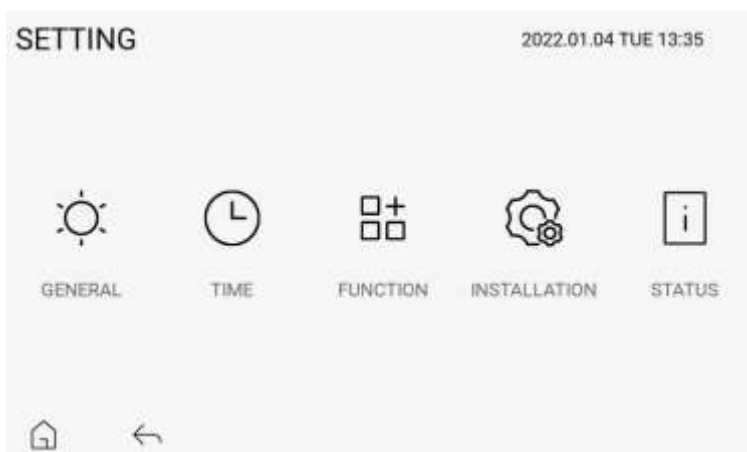 SETTING
2022.01.04 TUE 13:35
GENERAL
TIME
FUNCTION
INSTALLATION
STATUS